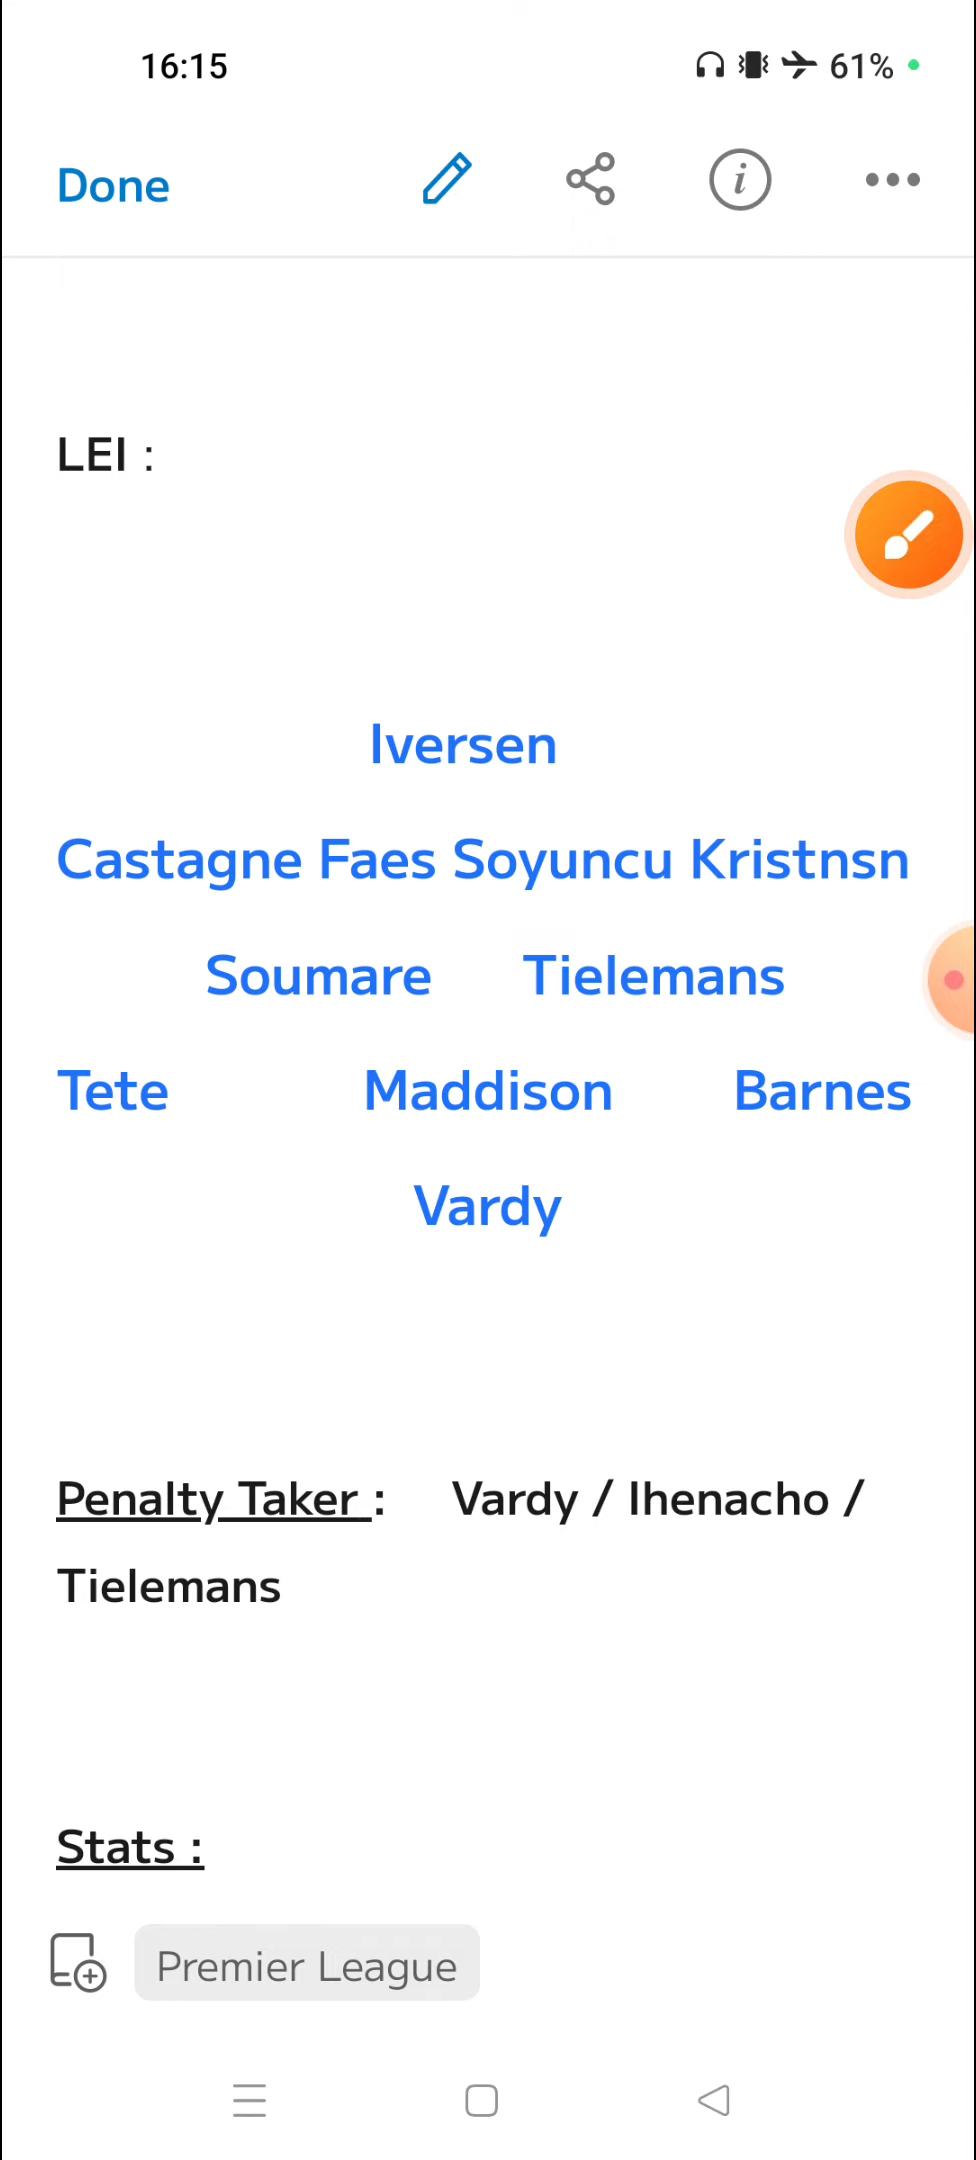 16:15 61%
Done
LEI :
Iversen
Castagne Faes Soyuncu Kristnsn
Soumare Tielemans
Tete Maddison Barnes
Vardy
Penalty Taker : Vardy / Ihenacho /
Tielemans
Stats :
Premier League